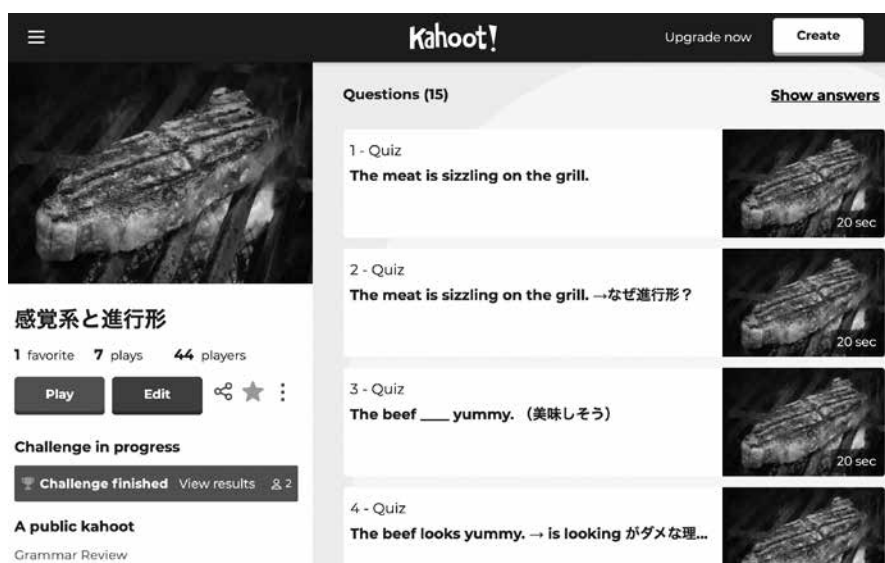 Kahoot!
Upgrade now
Create
感覚系と進行形
1 favorite 7 plays 44 players
Play
Edit
Challenge in progress
Challenge finished View results 2
A public kahoot
Grammar Review
Questions (15)
Show answers
1 - Quiz
The meat is sizzling on the grill.
20 sec
2 - Quiz
The meat is sizzling on the grill. →なぜ進行形？
20 sec
3 - Quiz
The beef ___ yummy. （美味しそう）
20 sec
4 - Quiz
The beef looks yummy. → is looking がダメな理...